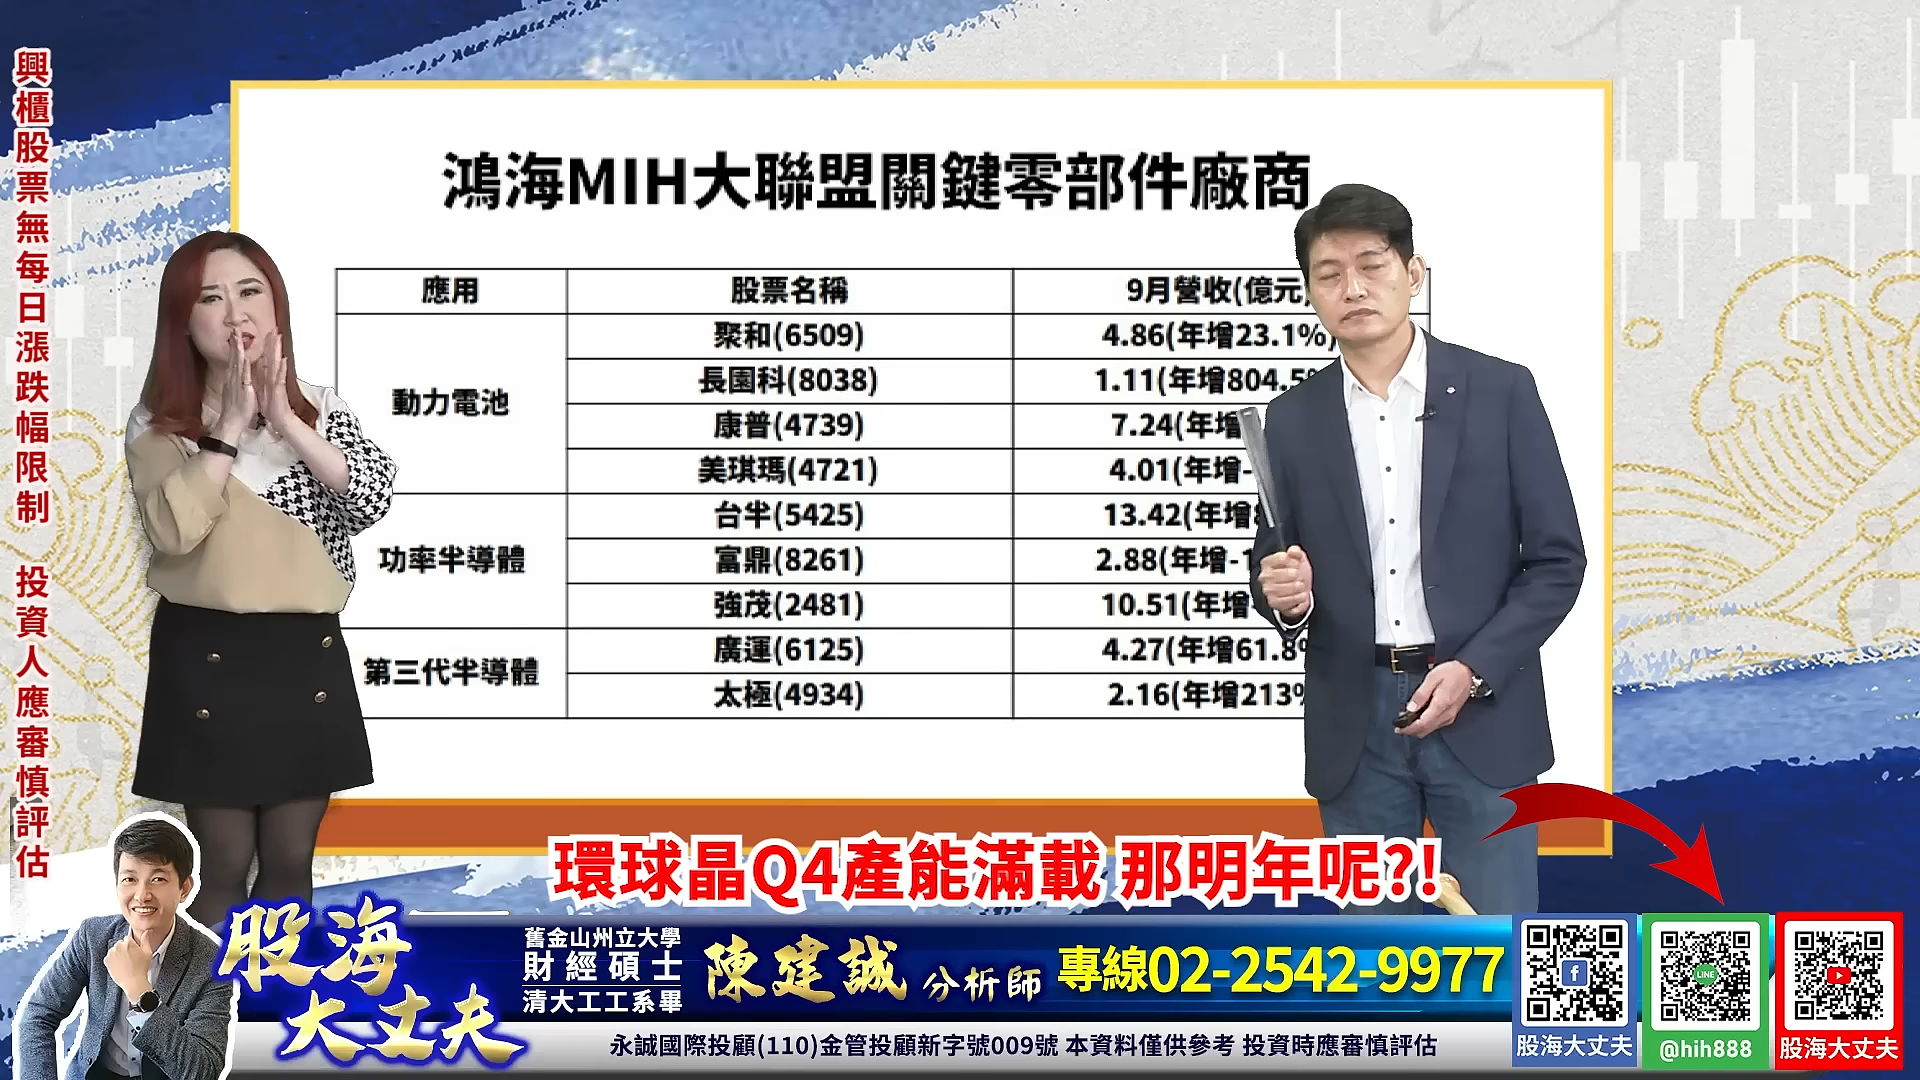 興櫃股票無每日漲跌幅限制 投資人應審慎評估
鴻海MIH大聯盟關鍵零部件廠商
應用 股票名稱 9月營收(億元
動力電池
聚和(6509) 4.86(年增23.1%)
長園科(8038) 1.11(年增804.5
康普(4739) 7.24(年增
美琪瑪(4721) 4.01(年增-
功率半導體
台半(5425) 13.42(年增
富鼎(8261) 2.88(年增-1
強茂(2481) 10.51(年增
第三代半導體
廣運(6125) 4.27(年增61.8%
太極(4934) 2.16(年增213%
環球晶Q4產能滿載 那明年呢?!
股海大丈夫
舊金山州立大學
財經碩士
清大工工系畢
陳建誠 分析師
專線02-2542-9977
永誠國際投顧(110)金管投顧新字號009號 本資料僅供參考 投資時應審慎評估
股海大丈夫
LINE
@hih888
股海大丈夫